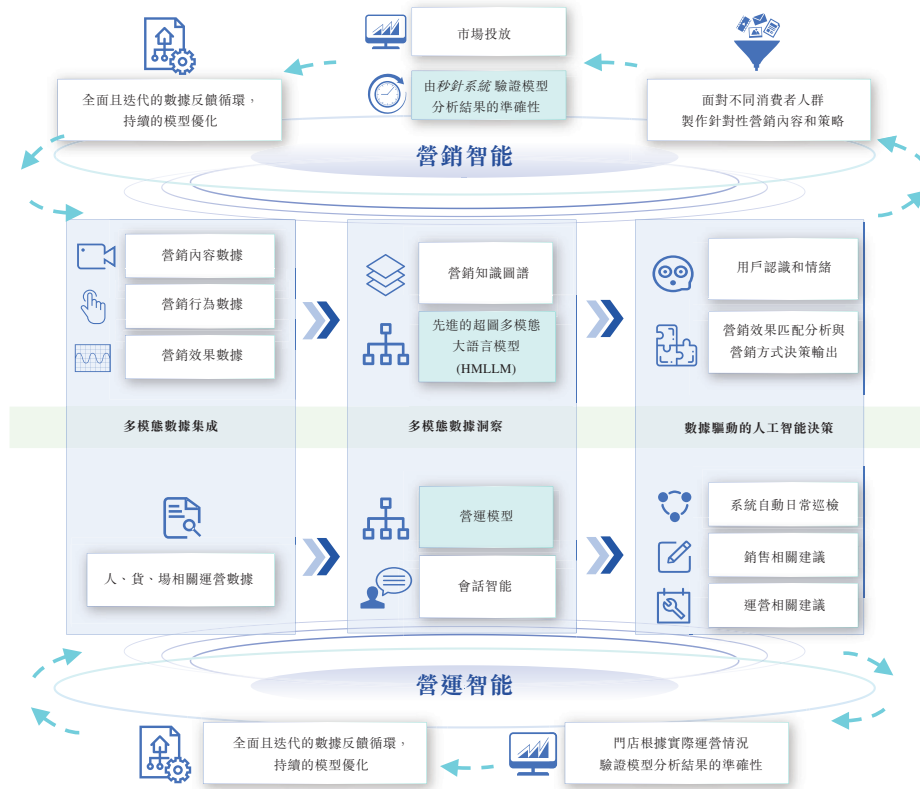 市場投放
全面且迭代的數據反饋循環，
持續的模型優化
由秒針系統驗證模型
分析結果的準確性
面對不同消費者人群
製作針對性營銷內容和策略
營銷智能
營銷內容數據
營銷行為數據
營銷效果數據
營銷知識圖譜
先進的超圖多模態
大語言模型
(HMLLM)
用戶認識和情緒
營銷效果匹配分析與
營銷方式決策輸出
多模態數據集成
多模態數據洞察
數據驅動的人工智能決策
人、貨、場相關運營數據
營運模型
會話智能
系統自動日常巡檢
銷售相關建議
運營相關建議
營運智能
全面且迭代的數據反饋循環，
持續的模型優化
門店根據實際運營情況
驗證模型分析結果的準確性